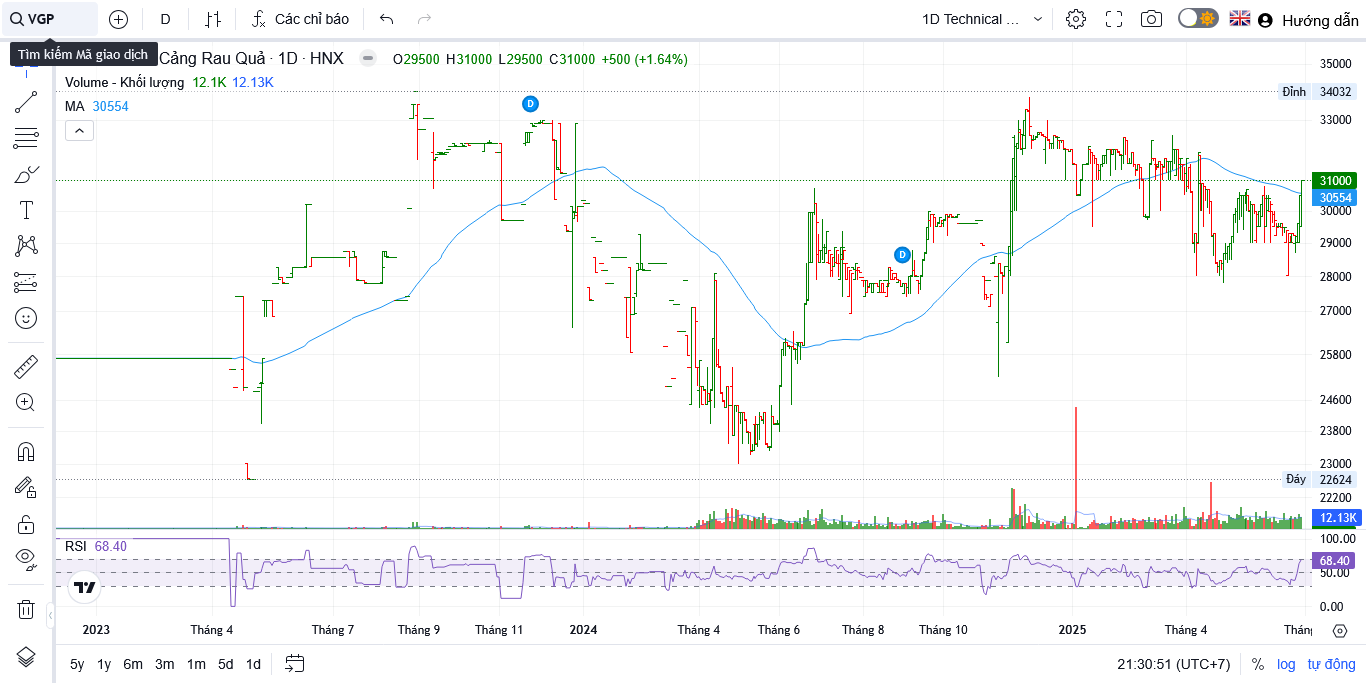 VGP D Các chỉ báo 1D Technical ... Hướng dẫn
Tìm kiếm Mã giao dịch Cảng Rau Quả · 1D · HNX O29500 H31000 L29500 C31000 +500 (+1.64%)
Volume - Khối lượng 12.1K 12.13K
MA 30554
D
D
35000
Đỉnh 34032
33000
31000
30554
30000
29000
28000
27000
25800
24600
23800
23000
Đáy 22624
22200
12.13K
RSI 68.40
100.00
68.40
50.00
0.00
2023 Tháng 4 Tháng 7 Tháng 9 Tháng 11 2024 Tháng 4 Tháng 6 Tháng 8 Tháng 10 2025 Tháng 4
5y 1y 6m 3m 1m 5d 1d 21:30:51 (UTC+7) % log tự động